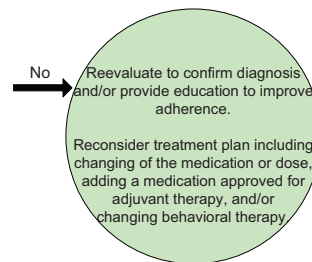 No
Reevaluate to confirm diagnosis
and/or provide education to improve
adherence.
Reconsider treatment plan including
changing of the medication or dose,
adding a medication approved for
adjuvant therapy, and/or
changing behavioral therapy.